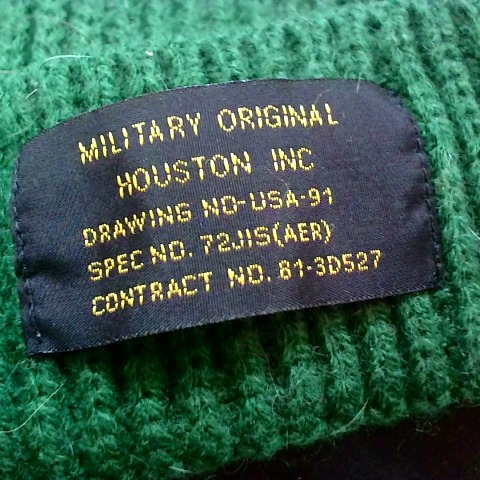 MILITARY ORIGINAL
HOUSTON INC
DRAWING NO-USA-91
SPEC NO. 72JIS(AER)
CONTRACT NO. 81-3D527